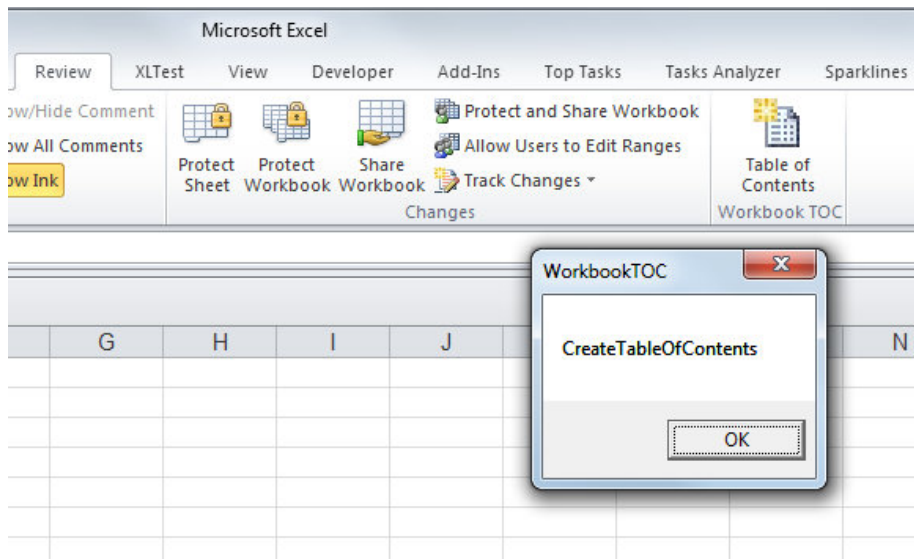 Microsoft Excel
Review XLTest View Developer Add-Ins Top Tasks Tasks Analyzer Sparklines
ow/Hide Comment
ow All Comments
ow Ink
Protect Sheet
Protect Workbook
Share Workbook
Protect and Share Workbook
Allow Users to Edit Ranges
Track Changes
Changes
Table of Contents
Workbook TOC
WorkbookTOC
CreateTableOfContents
OK
G H I J N